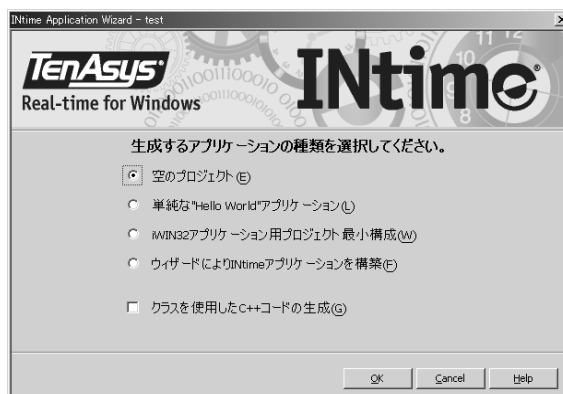 INtime Application Wizard - test
TenAsys
Real-time for Windows
INtime
生成するアプリケーションの種類を選択してください。
空のプロジェクト(E)
単純な"Hello World"アプリケーション(L)
iWIN32アプリケーション用プロジェクト最小構成(W)
ウィザードによりINtimeアプリケーションを構築(F)
クラスを使用したC++コードの生成(G)
OK Cancel Help